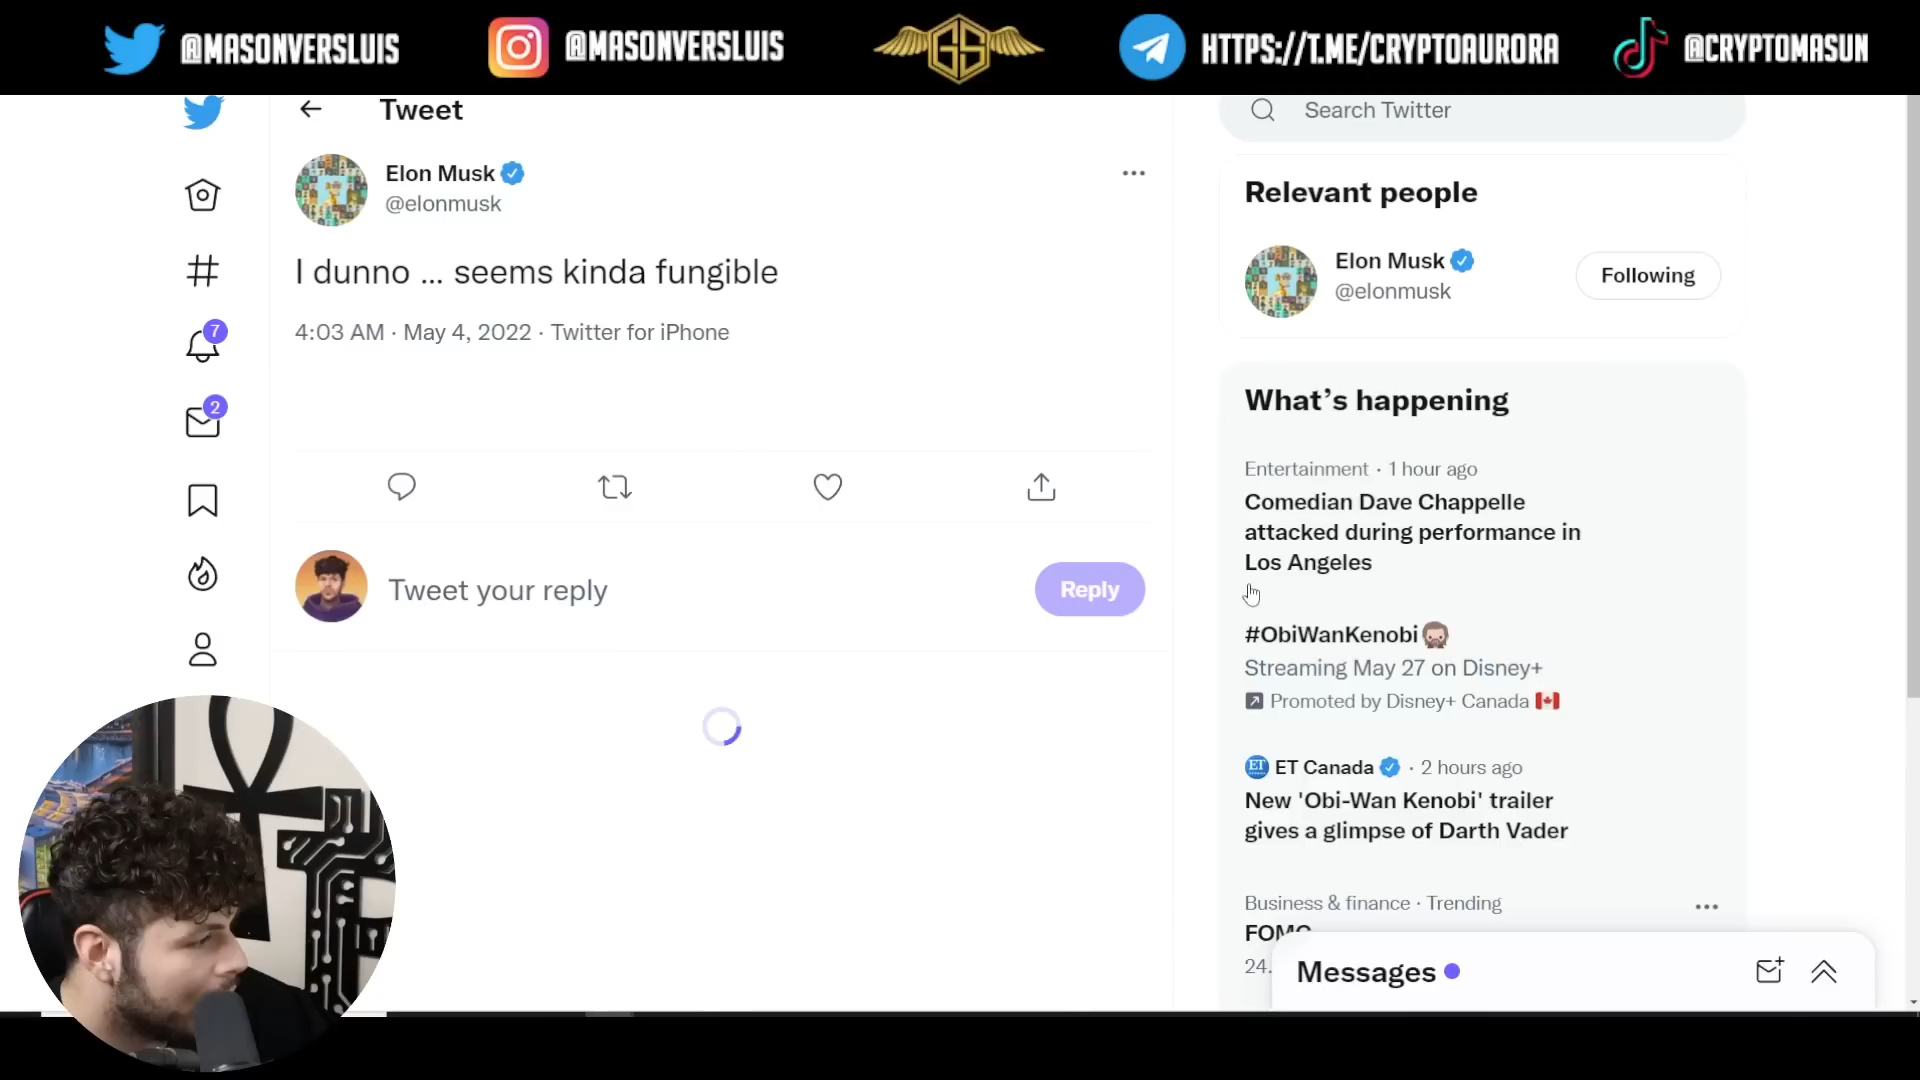 @MASONVERSLUIS
@MASONVERSLUIS
GS
HTTPS://T.ME/CRYPTOAURORA
@CRYPTOMASUN
Tweet
Elon Musk
@elonmusk
I dunno ... seems kinda fungible
4:03 AM · May 4, 2022 · Twitter for iPhone
Tweet your reply
Reply
7
2
Search Twitter
Relevant people
Elon Musk
@elonmusk
Following
What's happening
Entertainment · 1 hour ago
Comedian Dave Chappelle
attacked during performance in
Los Angeles
#ObiWanKenobi
Streaming May 27 on Disney+
Promoted by Disney+ Canada
ET
ET Canada · 2 hours ago
New 'Obi-Wan Kenobi' trailer
gives a glimpse of Darth Vader
Business & finance · Trending
FOMO
24.
Messages